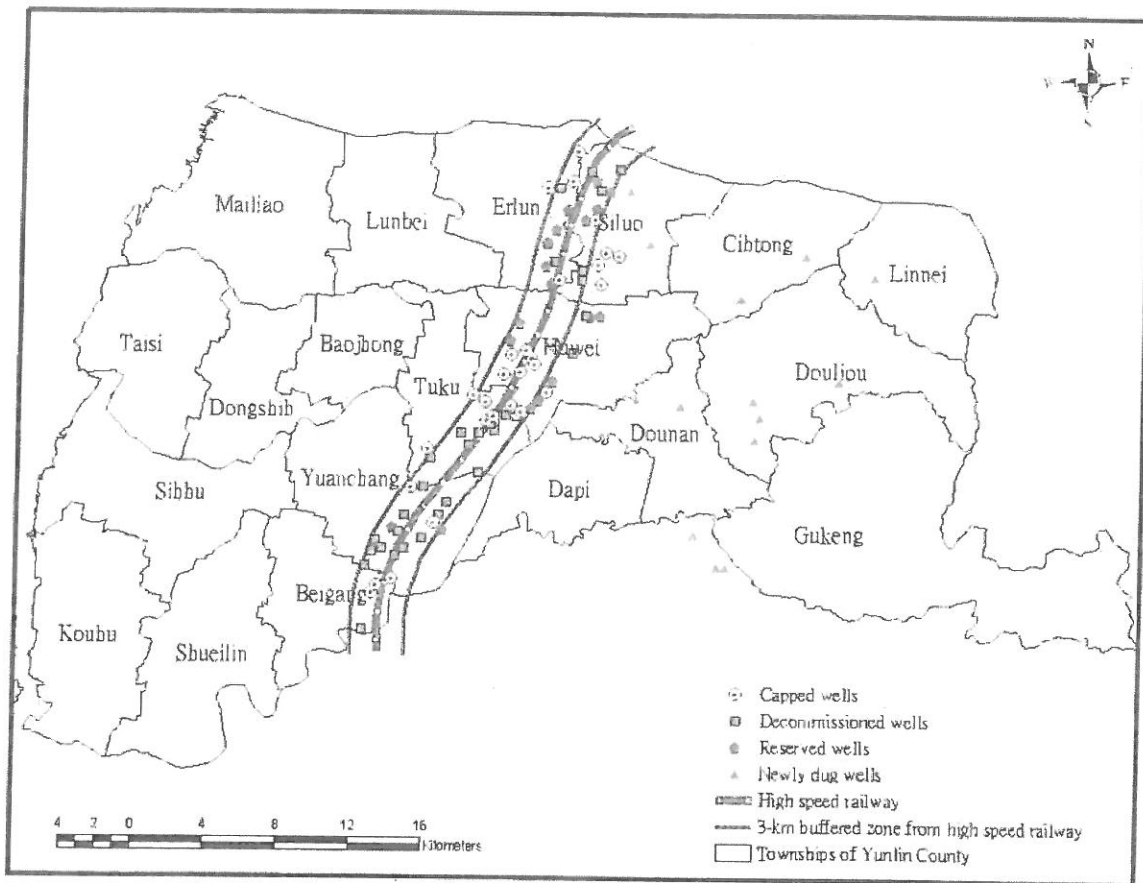 N
W E
Mailiao
Lunbei
Erlun
Siluo
Cihtong
Linnei
Taisi
Baojhong
Tuku
Huwei
Douliou
Dongshih
Dounan
Yuanchang
Sihhu
Dapi
Gukeng
Beigang
Kouhu
Shueilin
Capped wells
Decommissioned wells
Reserved wells
Newly dug wells
High speed railway
3-km buffered zone from high speed railway
Townships of Yunlin County
4 2 0 4 8 12 16
Kilometers